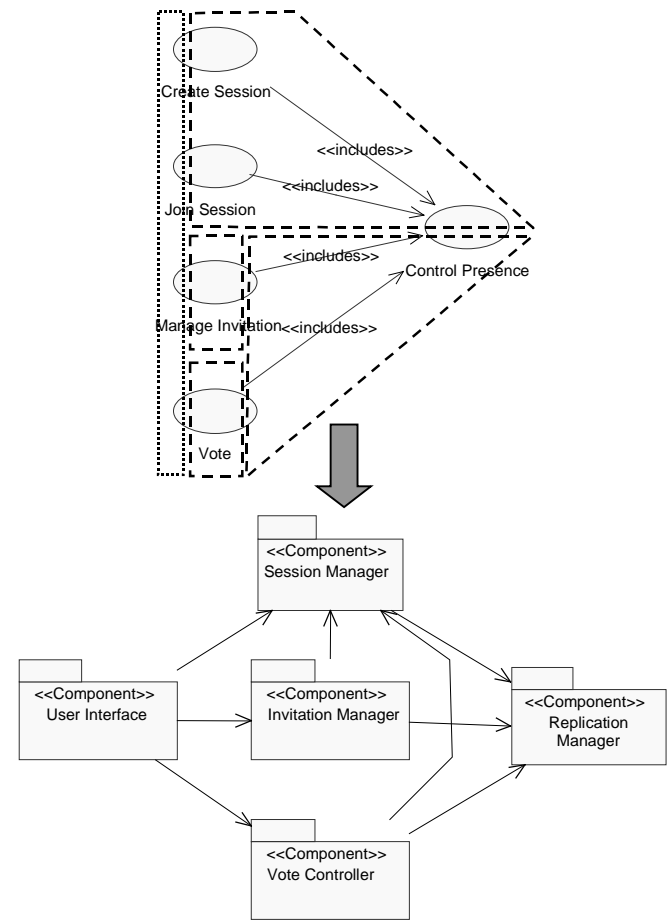 Create Session
<<includes>>
<<includes>>
Join Session
<<includes>>
Control Presence
Manage Invitation
<<includes>>
Vote
<<Component>>
Session Manager
<<Component>>
User Interface
<<Component>>
Invitation Manager
<<Component>>
Replication
Manager
<<Component>>
Vote Controller